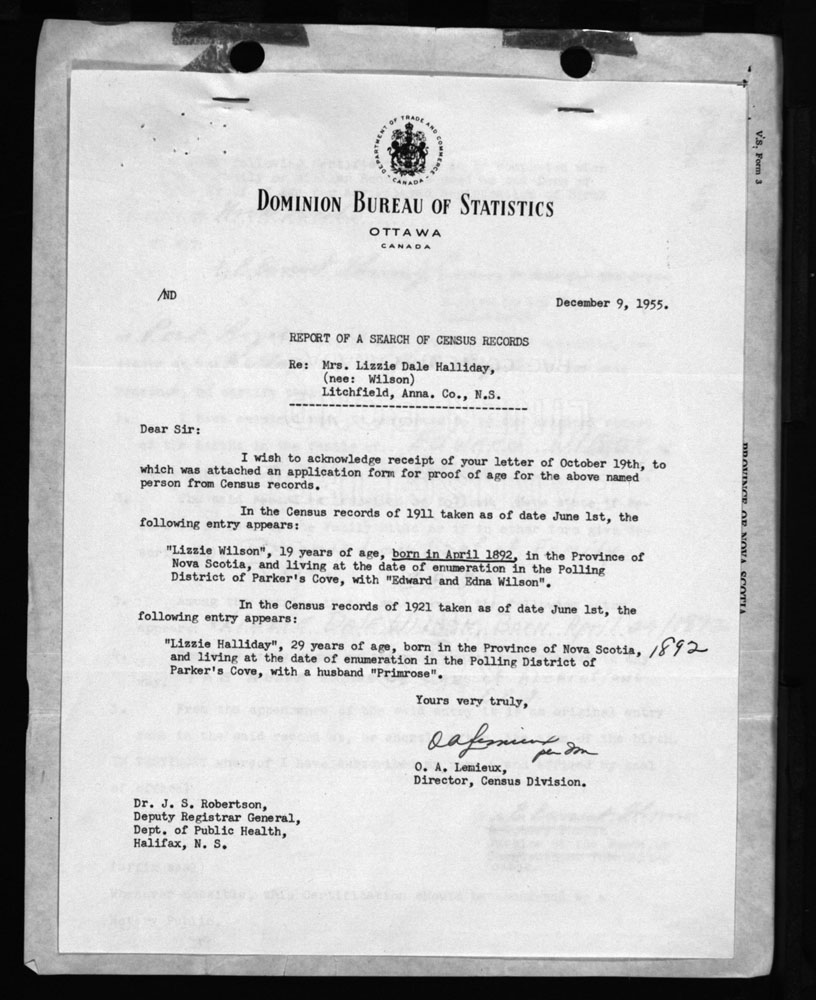 V.S. Form 3
DEPARTMENT OF TRADE AND COMMERCE
CANADA
DOMINION BUREAU OF STATISTICS
OTTAWA
CANADA
/ND
December 9, 1955.
REPORT OF A SEARCH OF CENSUS RECORDS
Re: Mrs. Lizzie Dale Halliday,
(nee: Wilson)
Litchfield, Anna. Co., N.S.
Dear Sir:
I wish to acknowledge receipt of your letter of October 19th, to
which was attached an application form for proof of age for the above named
person from Census records.
In the Census records of 1911 taken as of date June 1st, the
following entry appears:
"Lizzie Wilson", 19 years of age, born in April 1892, in the Province of
Nova Scotia, and living at the date of enumeration in the Polling
District of Parker's Cove, with "Edward and Edna Wilson".
In the Census records of 1921 taken as of date June 1st, the
following entry appears:
"Lizzie Halliday", 29 years of age, born in the Province of Nova Scotia, 1892
and living at the date of enumeration in the Polling District of
Parker's Cove, with a husband "Primrose".
Yours very truly,
O. A. Lemieux,
Director, Census Division.
Dr. J. S. Robertson,
Deputy Registrar General,
Dept. of Public Health,
Halifax, N. S.
PROVINCE OF NOVA SCOTIA